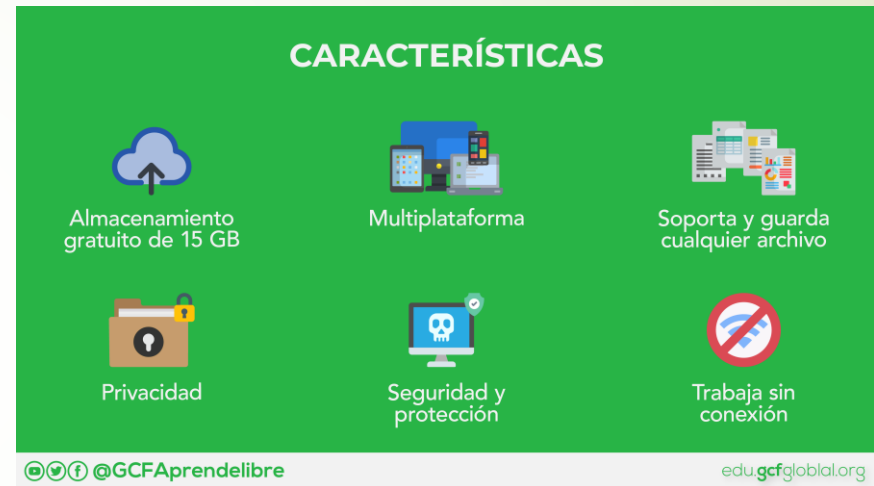 CARACTERÍSTICAS
Almacenamiento
gratuito de 15 GB
Multiplataforma
Soporta y guarda
cualquier archivo
Privacidad
Seguridad y
protección
Trabaja sin
conexión
@GCFAprendelibre
edu.gcfgloblal.org